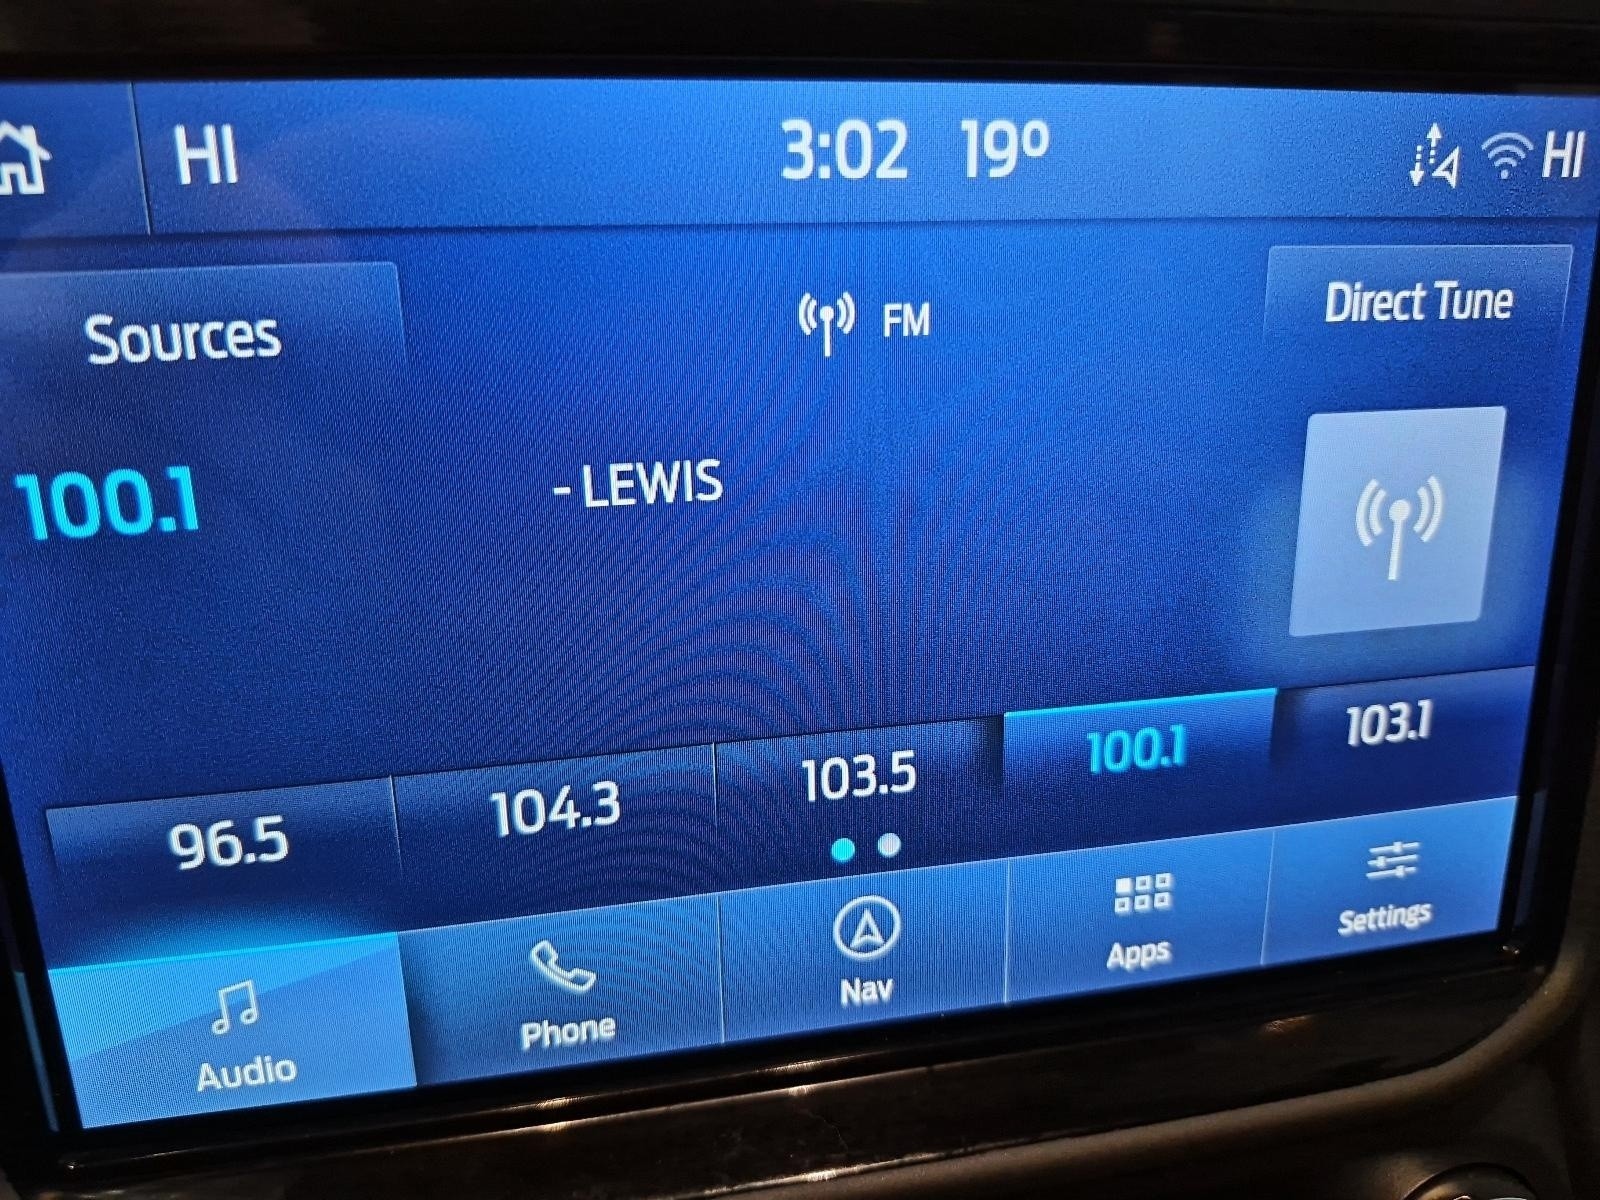 HI 3:02 19° HI
Sources FM Direct Tune
100.1 - LEWIS
96.5 104.3 103.5 100.1 103.1
Audio Phone Nav Apps Settings